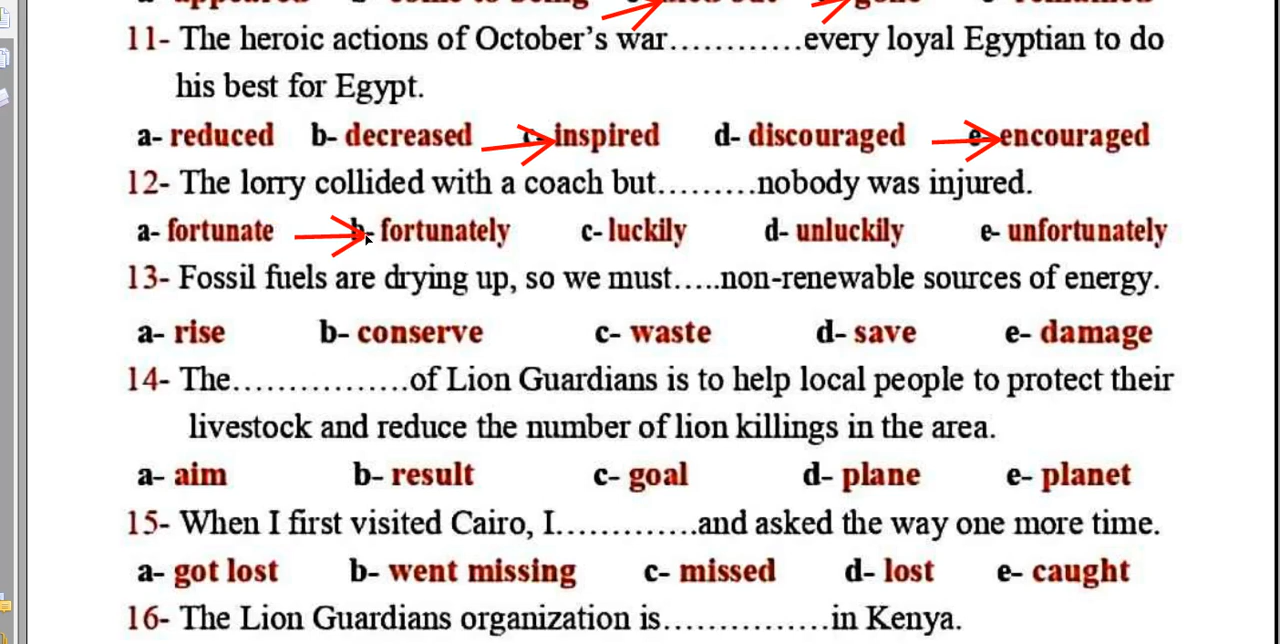 11- The heroic actions of October's war............every loyal Egyptian to do
his best for Egypt.
a- reduced b- decreased c- inspired d- discouraged e- encouraged
12- The lorry collided with a coach but.........nobody was injured.
a- fortunate b- fortunately c- luckily d- unluckily e- unfortunately
13- Fossil fuels are drying up, so we must.....non-renewable sources of energy.
a- rise b- conserve c- waste d- save e- damage
14- The................of Lion Guardians is to help local people to protect their
livestock and reduce the number of lion killings in the area.
a- aim b- result c- goal d- plane e- planet
15- When I first visited Cairo, I.............and asked the way one more time.
a- got lost b- went missing c- missed d- lost e- caught
16- The Lion Guardians organization is...............in Kenya.